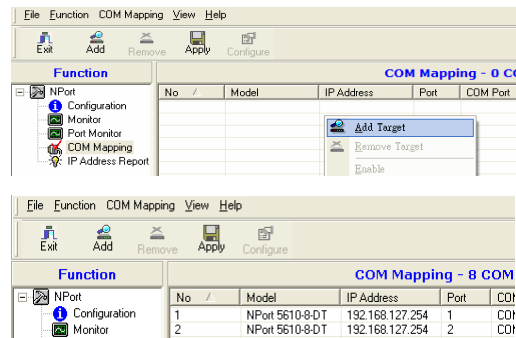 File Function COM Mapping View Help
Exit Add Remove Apply Configure
Function COM Mapping - 0 CO
No Model IP Address Port COM Port
NPort
Configuration
Monitor
Port Monitor
COM Mapping
IP Address Report
Add Target
Remove Target
Enable
File Function COM Mapping View Help
Exit Add Remove Apply Configure
Function COM Mapping - 8 COM
No Model IP Address Port CO
NPort
Configuration
Monitor
1 NPort 5610-8-DT 192.168.127.254 1 CO
2 NPort 5610-8-DT 192.168.127.254 2 CO